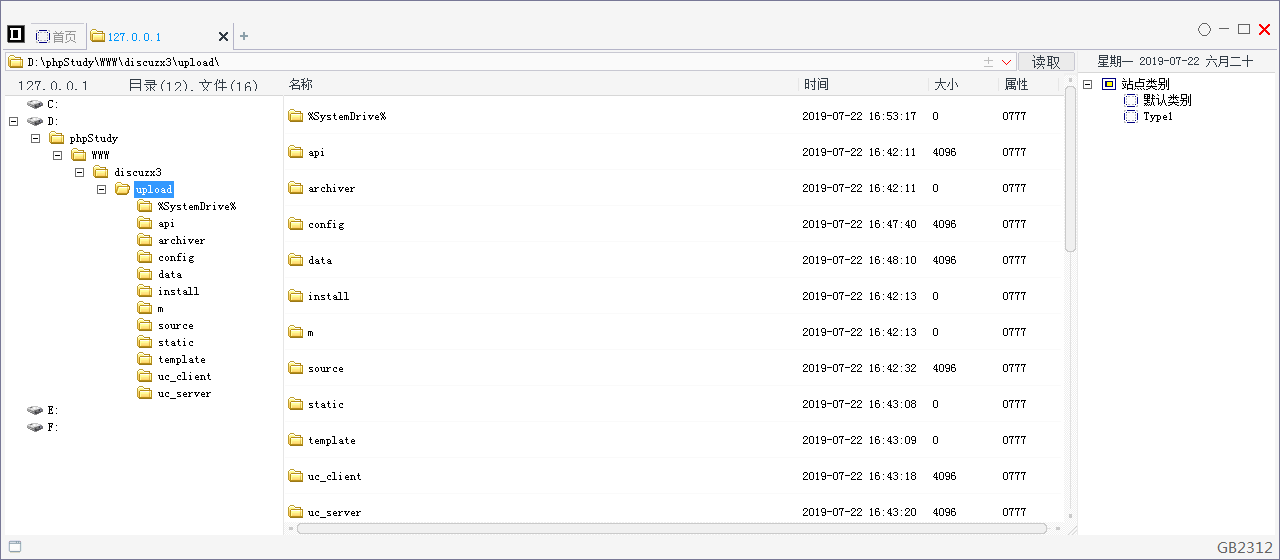 首页 127.0.0.1
D:\phpStudy\WWW\discuzx3\upload\ 读取 星期一 2019-07-22 六月二十
127.0.0.1 目录(12),文件(16) 名称 时间 大小 属性
C:
D:
phpStudy
WWW
discuzx3
upload
%SystemDrive%
api
archiver
config
data
install
m
source
static
template
uc_client
uc_server
E:
F:
%SystemDrive% 2019-07-22 16:53:17 0 0777
api 2019-07-22 16:42:11 4096 0777
archiver 2019-07-22 16:42:11 0 0777
config 2019-07-22 16:47:40 4096 0777
data 2019-07-22 16:48:10 4096 0777
install 2019-07-22 16:42:13 0 0777
m 2019-07-22 16:42:13 0 0777
source 2019-07-22 16:42:32 4096 0777
static 2019-07-22 16:43:08 0 0777
template 2019-07-22 16:43:09 0 0777
uc_client 2019-07-22 16:43:18 4096 0777
uc_server 2019-07-22 16:43:20 4096 0777
站点类别
默认类别
Type1
GB2312